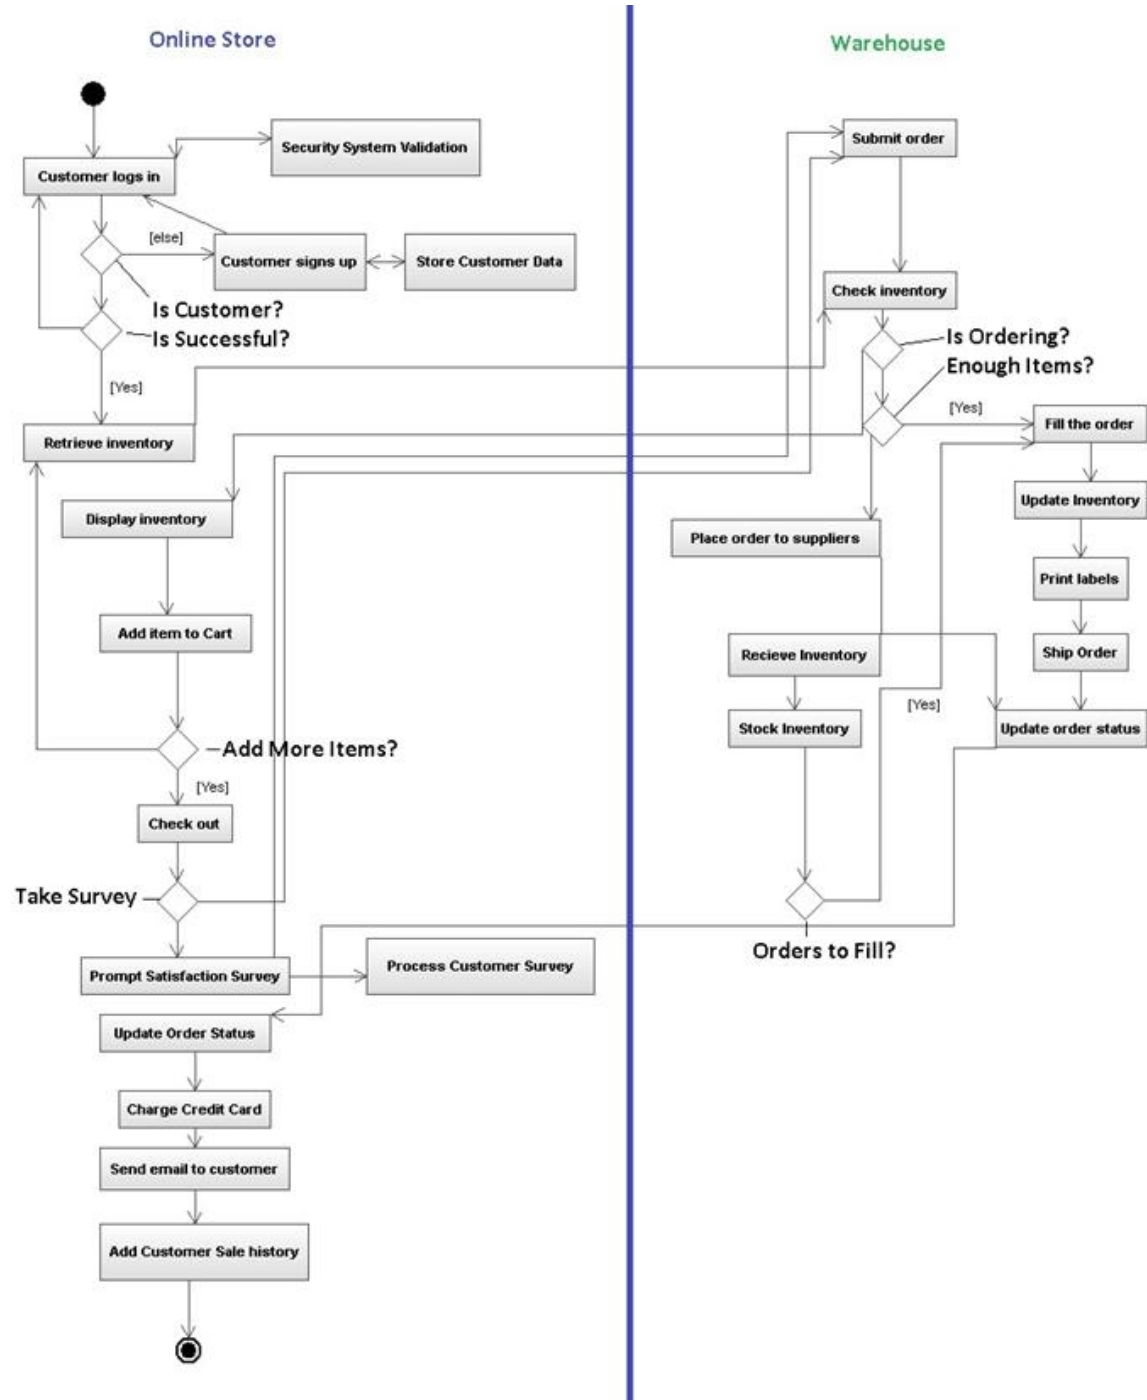 Online Store
Warehouse
Security System Validation
Customer logs in
[else]
Customer signs up
Store Customer Data
Is Customer?
Is Successful?
[Yes]
Retrieve inventory
Display inventory
Add item to Cart
Add More Items?
[Yes]
Check out
Take Survey
Prompt Satisfaction Survey
Process Customer Survey
Update Order Status
Charge Credit Card
Send email to customer
Add Customer Sale history
Submit order
Check inventory
Is Ordering?
Enough Items?
[Yes]
Fill the order
Update Inventory
Place order to suppliers
Print labels
Recieve Inventory
Ship Order
[Yes]
Stock Inventory
Update order status
Orders to Fill?